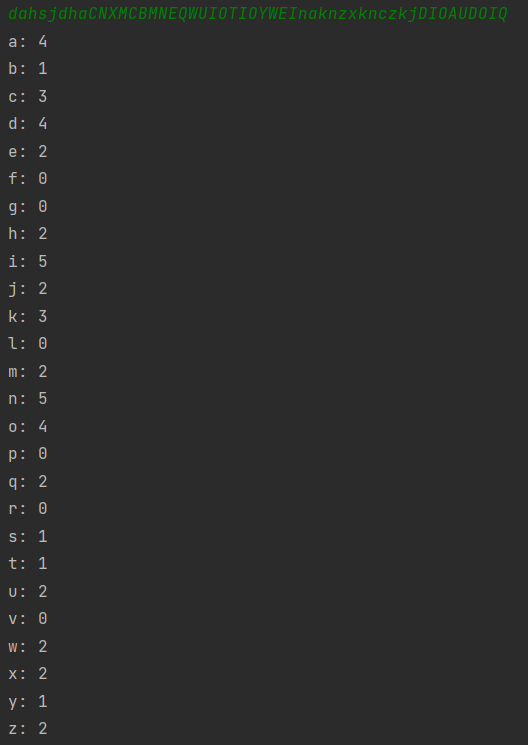 dahsjdhaCNXMCBMNEQWUIOTIOYWEInaknzxknczkjDIOAUDOIQ
a: 4
b: 1
c: 3
d: 4
e: 2
f: 0
g: 0
h: 2
i: 5
j: 2
k: 3
l: 0
m: 2
n: 5
o: 4
p: 0
q: 2
r: 0
s: 1
t: 1
u: 2
v: 0
w: 2
x: 2
y: 1
z: 2